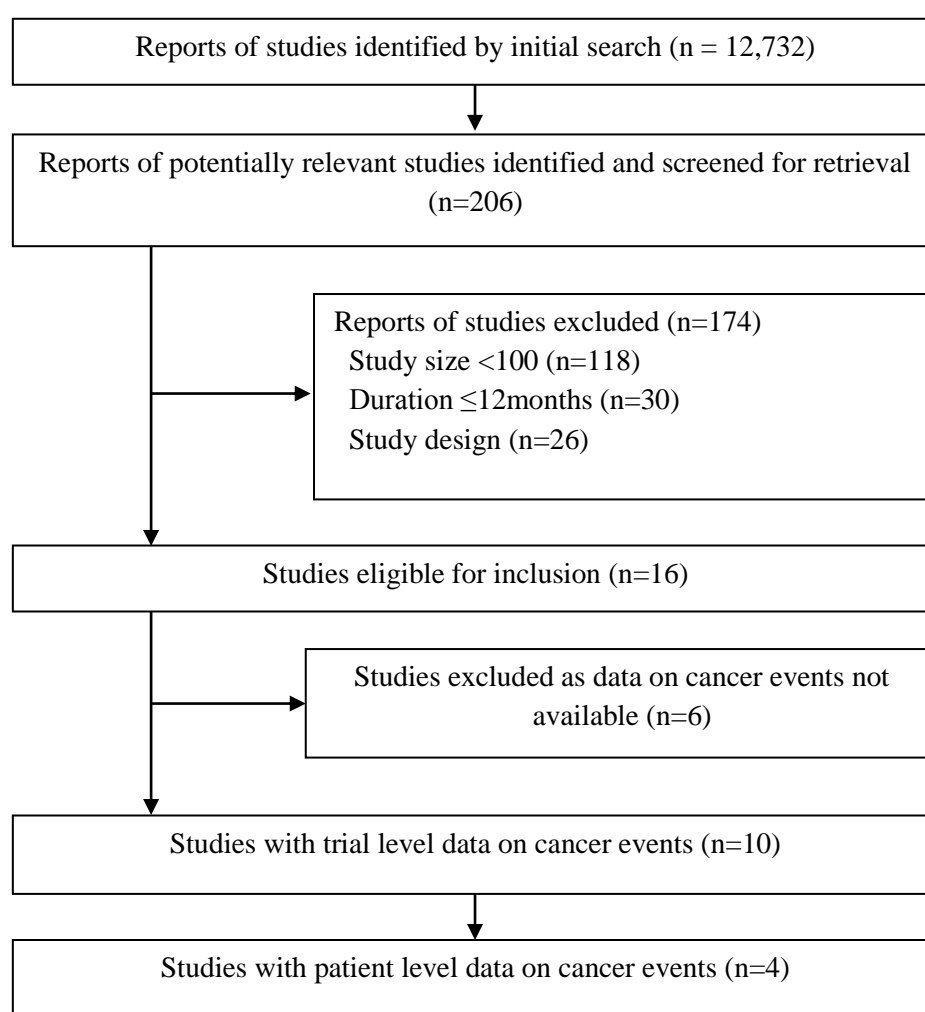 Reports of studies identified by initial search (n = 12,732)
Reports of potentially relevant studies identified and screened for retrieval
(n=206)
Reports of studies excluded (n=174)
Study size <100 (n=118)
Duration ≤12months (n=30)
Study design (n=26)
Studies eligible for inclusion (n=16)
Studies excluded as data on cancer events not
available (n=6)
Studies with trial level data on cancer events (n=10)
Studies with patient level data on cancer events (n=4)